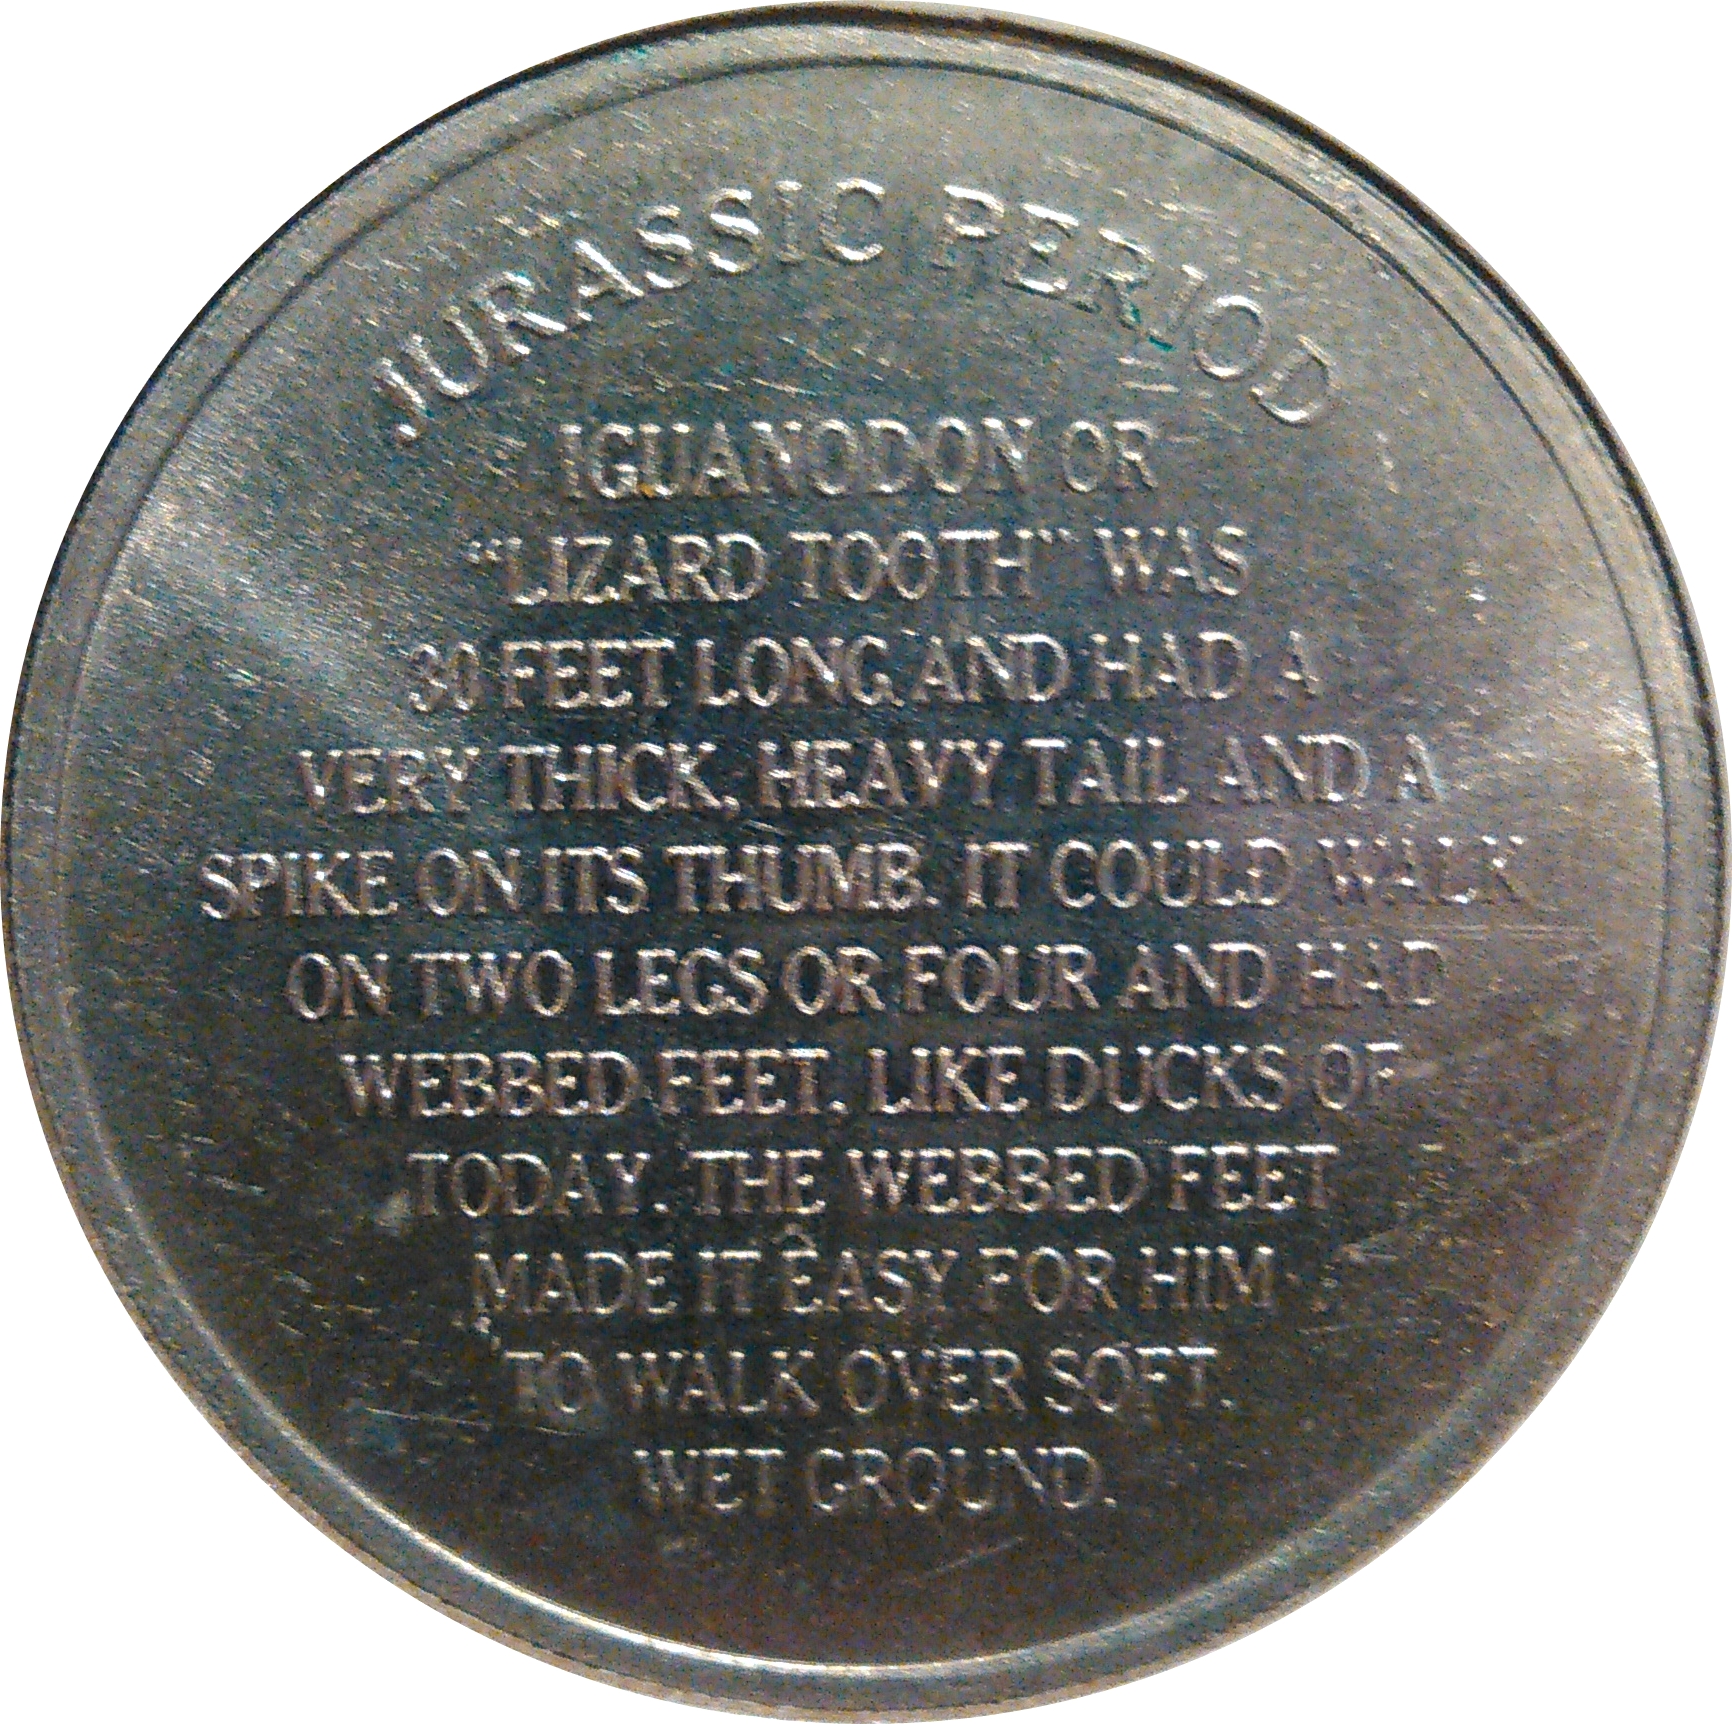 JURASSIC PERIOD
IGUANODON OR
“LIZARD TOOTH” WAS
30 FEET LONG AND HAD A
VERY THICK, HEAVY TAIL AND A
SPIKE ON ITS THUMB. IT COULD WALK
ON TWO LEGS OR FOUR AND HAD
WEBBED FEET, LIKE DUCKS OF
TODAY. THE WEBBED FEET
MADE IT EASY FOR HIM
TO WALK OVER SOFT,
WET GROUND.